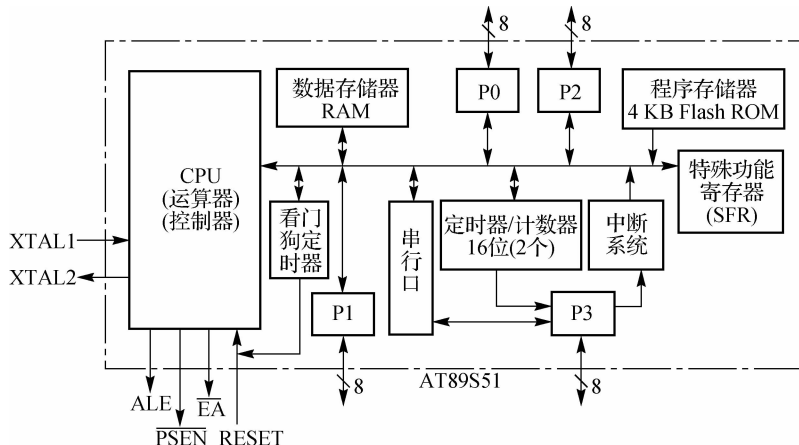 8
8
数据存储器
RAM
P0
P2
程序存储器
4 KB Flash ROM
CPU
(运算器)
(控制器)
特殊功能
寄存器
(SFR)
看门
狗定
时器
串
行
口
定时器/计数器
16位(2个)
中断
系统
XTAL1
XTAL2
P1
P3
8
AT89S51
8
ALE
PSEN
EA
RESET